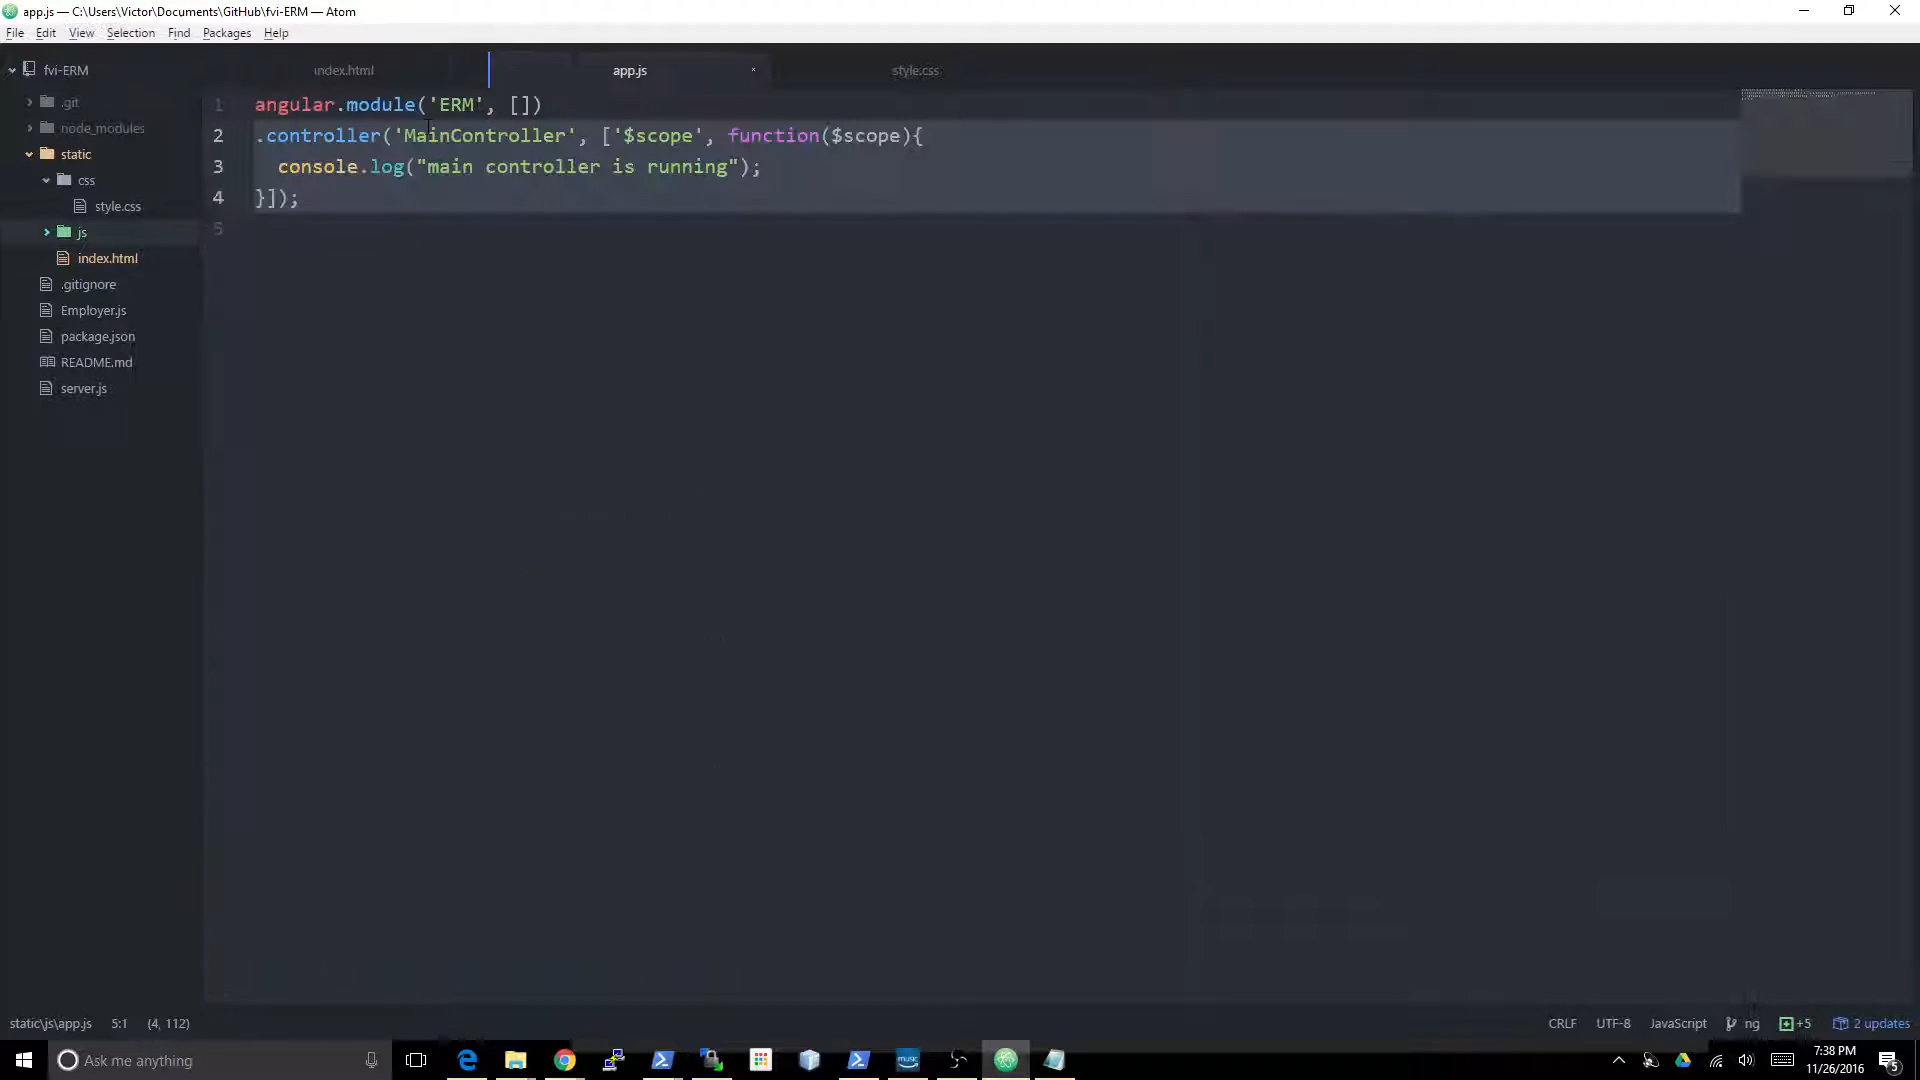 app.js — C:\Users\Victor\Documents\GitHub\fvi-ERM — Atom
File Edit View Selection Find Packages Help
fvi-ERM
index.html
app.js
style.css
.git
node_modules
static
css
style.css
js
index.html
.gitignore
Employer.js
package.json
README.md
server.js
1 angular.module('ERM', [])
2 .controller('MainController', ['$scope', function($scope){
3 console.log("main controller is running");
4 }]);
5
static\js\app.js 5:1 (4, 112)
CRLF UTF-8 JavaScript ng +5 2 updates
Ask me anything
music
7:38 PM
11/26/2016
5